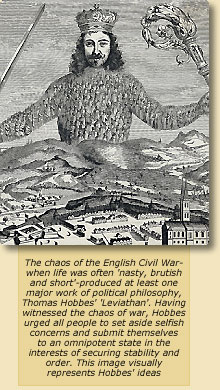 The chaos of the English Civil War-
when life was often 'nasty, brutish
and short'-produced at least one
major work of political philosophy,
Thomas Hobbes' 'Leviathan'. Having
witnessed the chaos of war, Hobbes
urged all people to set aside selfish
concerns and submit themselves
to an omnipotent state in the
interests of securing stability and
order. This image visually
represents Hobbes' ideas